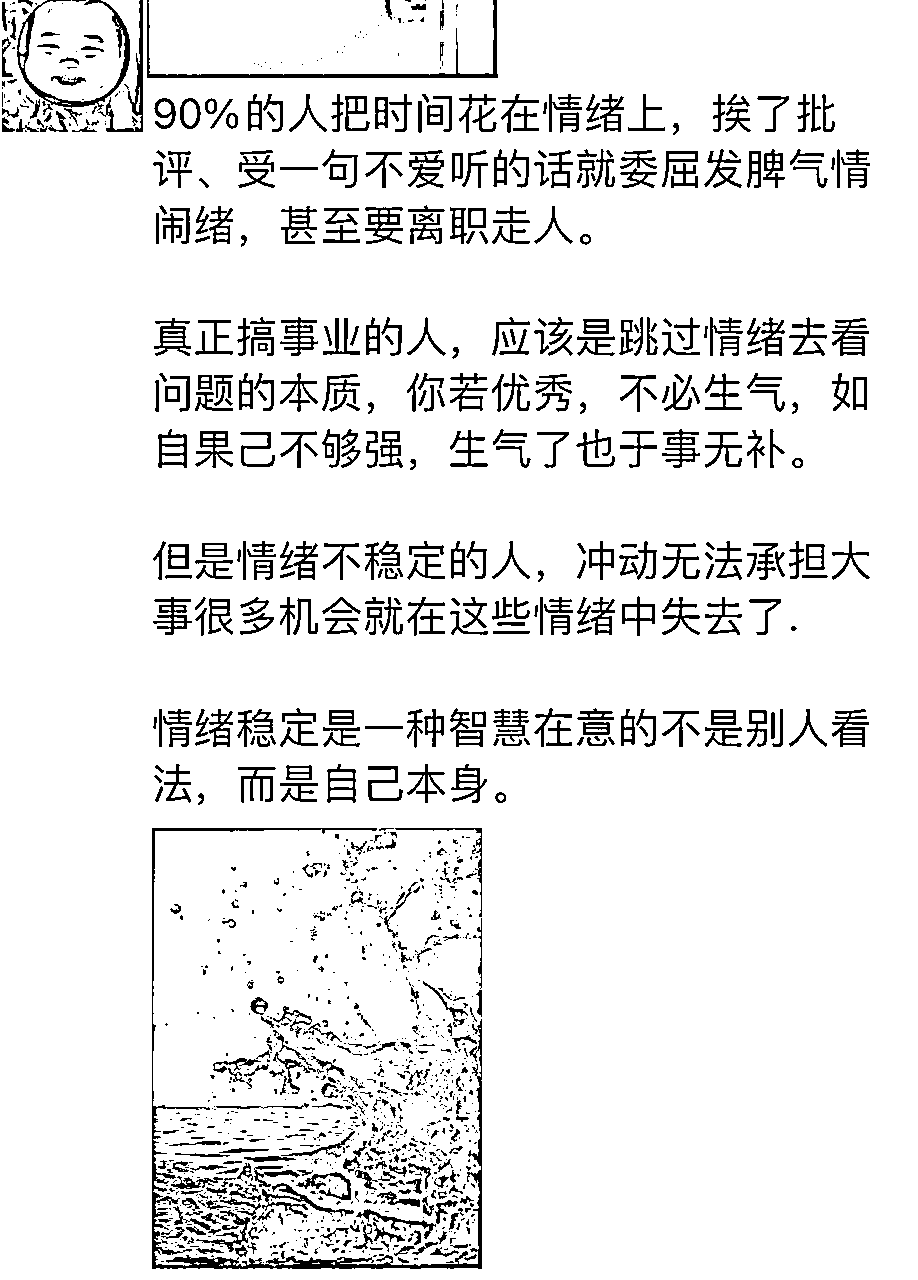 90%的人把时间花在情绪上，挨了批
评、受一句不爱听的话就委屈发脾气情
闹绪，甚至要离职走人。
真正搞事业的人，应该是跳过情绪去看
问题的本质，你若优秀，不必生气，如
自果己不够强，生气了也于事无补。
但是情绪不稳定的人，冲动无法承担大
事很多机会就在这些情绪中失去了.
情绪稳定是一种智慧在意的不是别人看
法，而是自己本身。